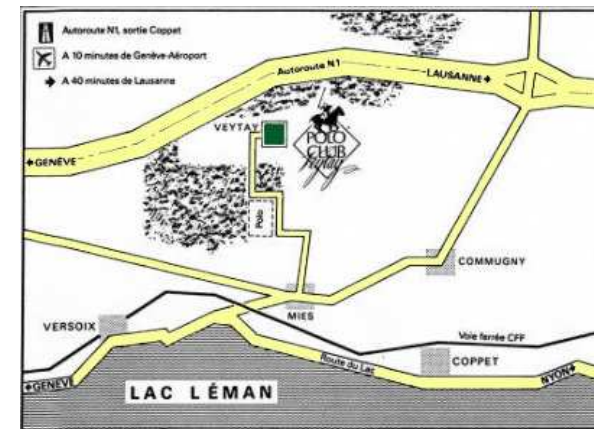 Autoroute N1, sortie Coppet
A 10 minutes de Genève-Aéroport
A 40 minutes de Lausanne
Autoroute N1
LAUSANNE
VEYTAY
POLO
CLUB
Veytay
GENÈVE
Polo
COMMUGNY
MIES
VERSOIX
Voie ferrée CFF
Route du Lac
COPPET
GENÈVE
NYON
LAC LÉMAN